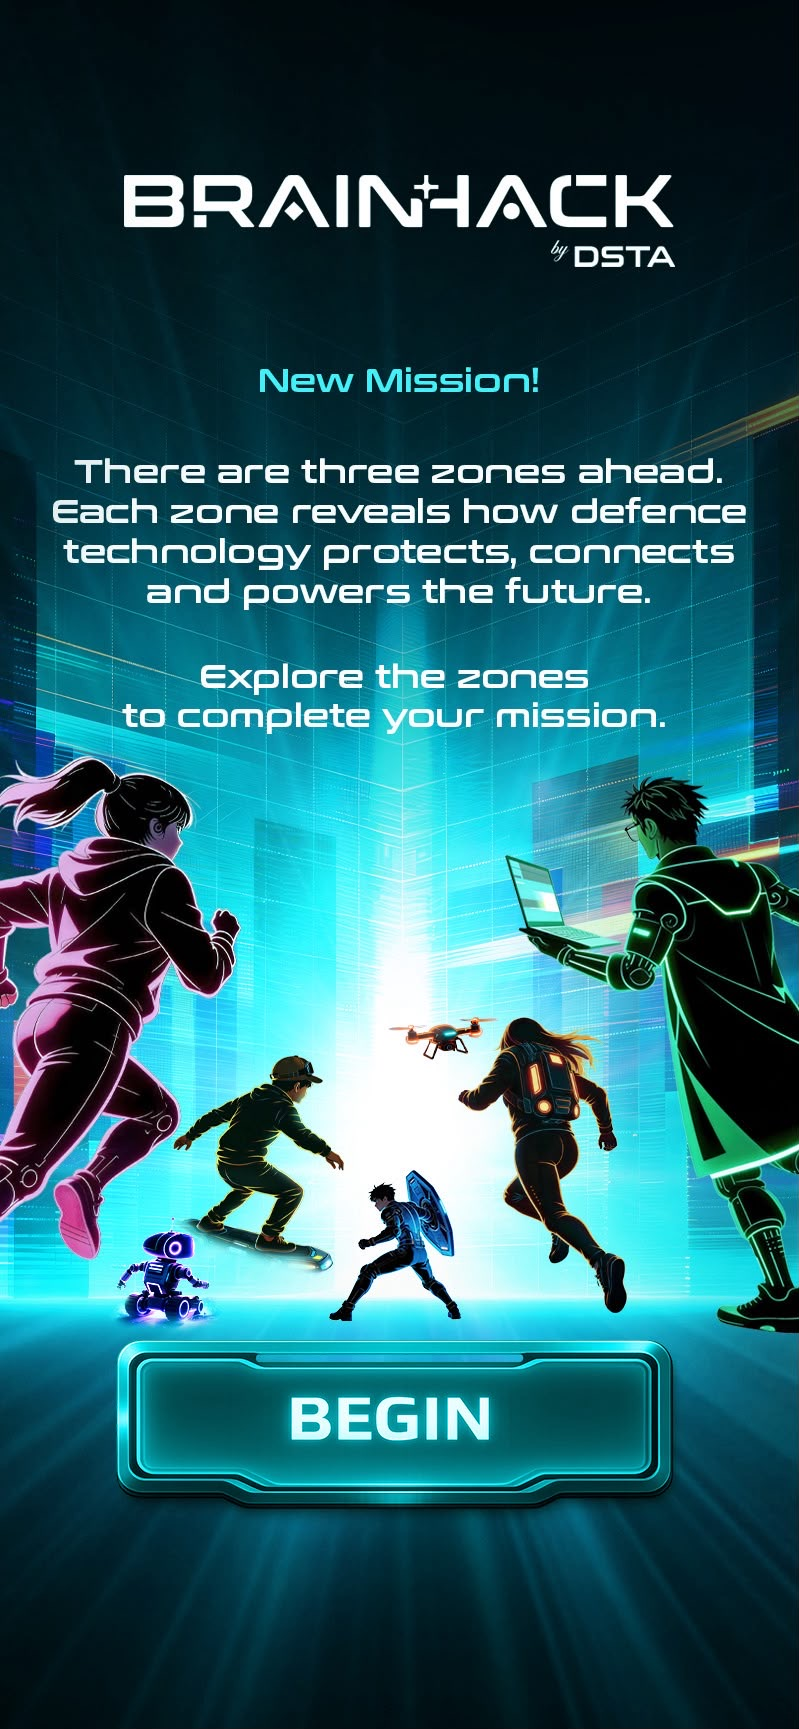 BRAINHACK
by DSTA
New Mission!
There are three zones ahead.
Each zone reveals how defence
technology protects, connects
and powers the future.
Explore the zones
to complete your mission.
BEGIN